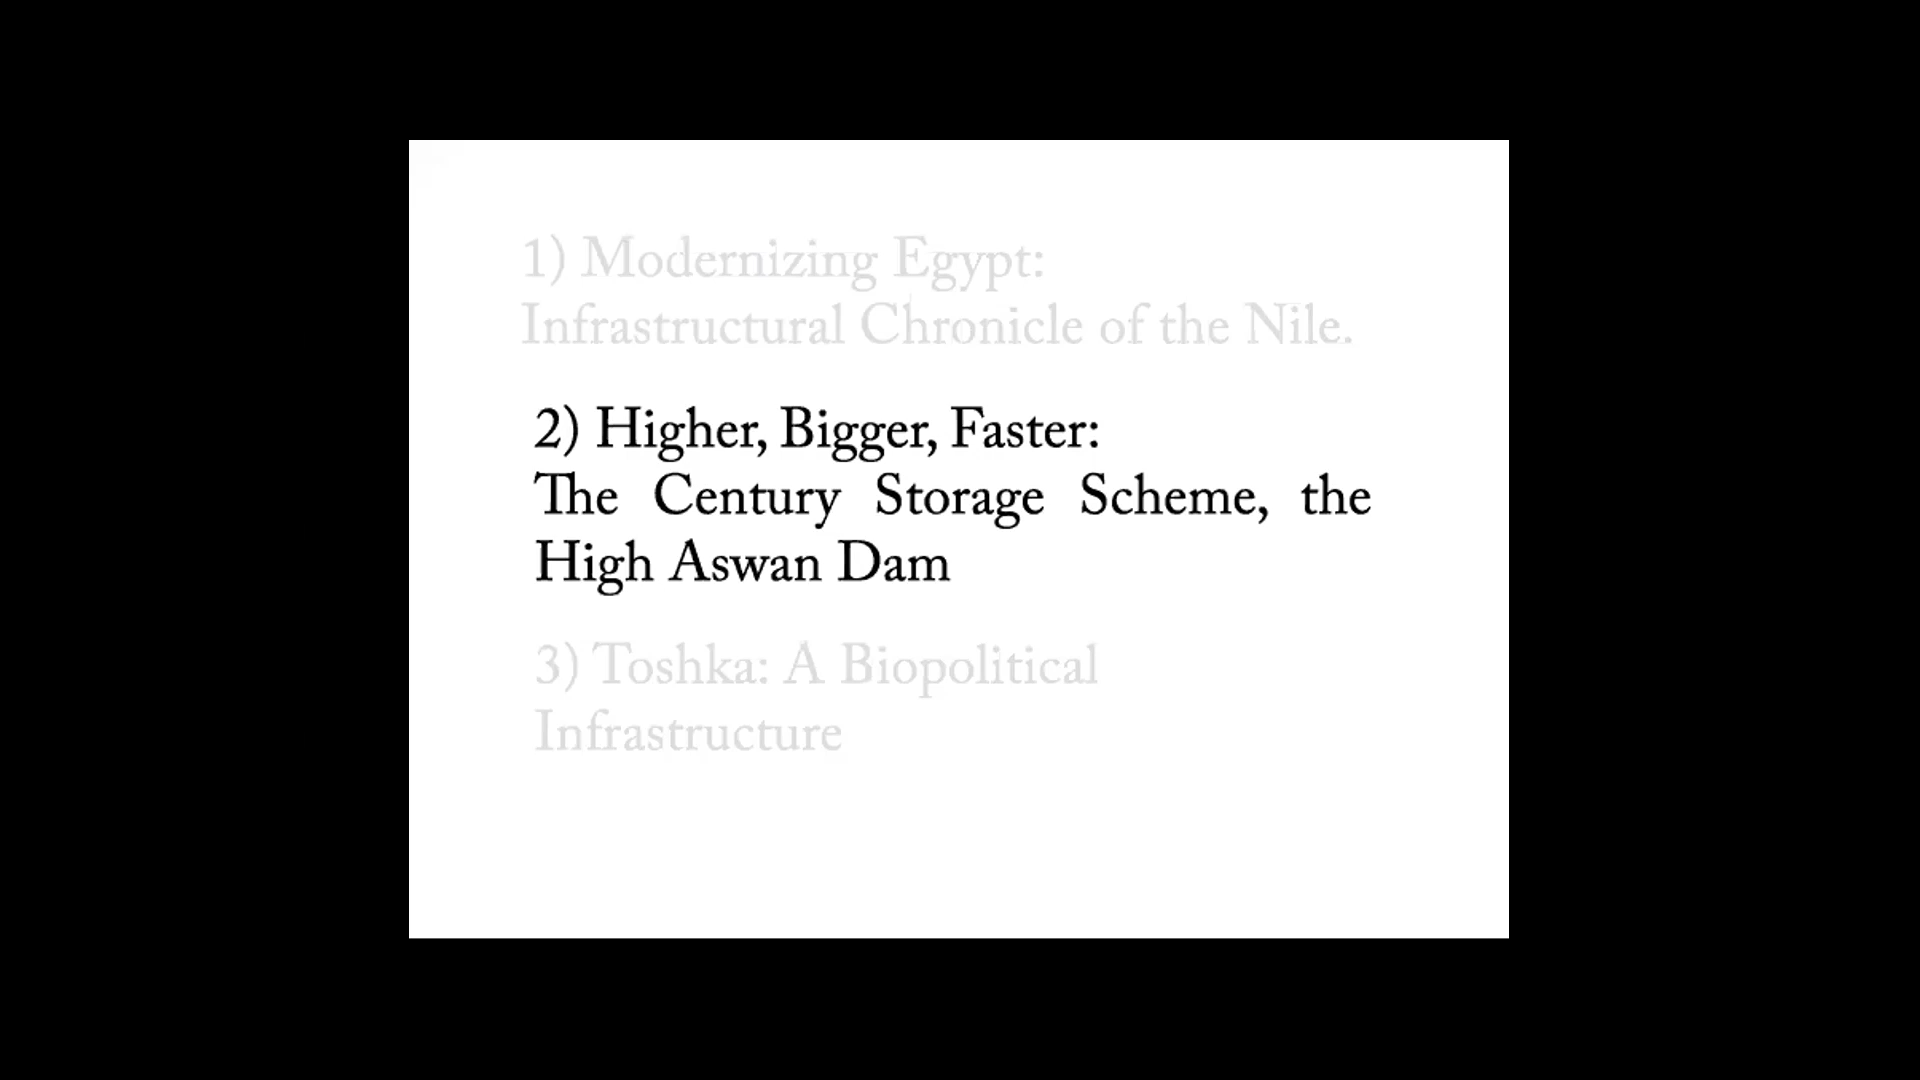 1) Modernizing Egypt:
Infrastructural Chronicle of the Nile.
2) Higher, Bigger, Faster:
The Century Storage Scheme, the
High Aswan Dam
3) Toshka: A Biopolitical
Infrastructure